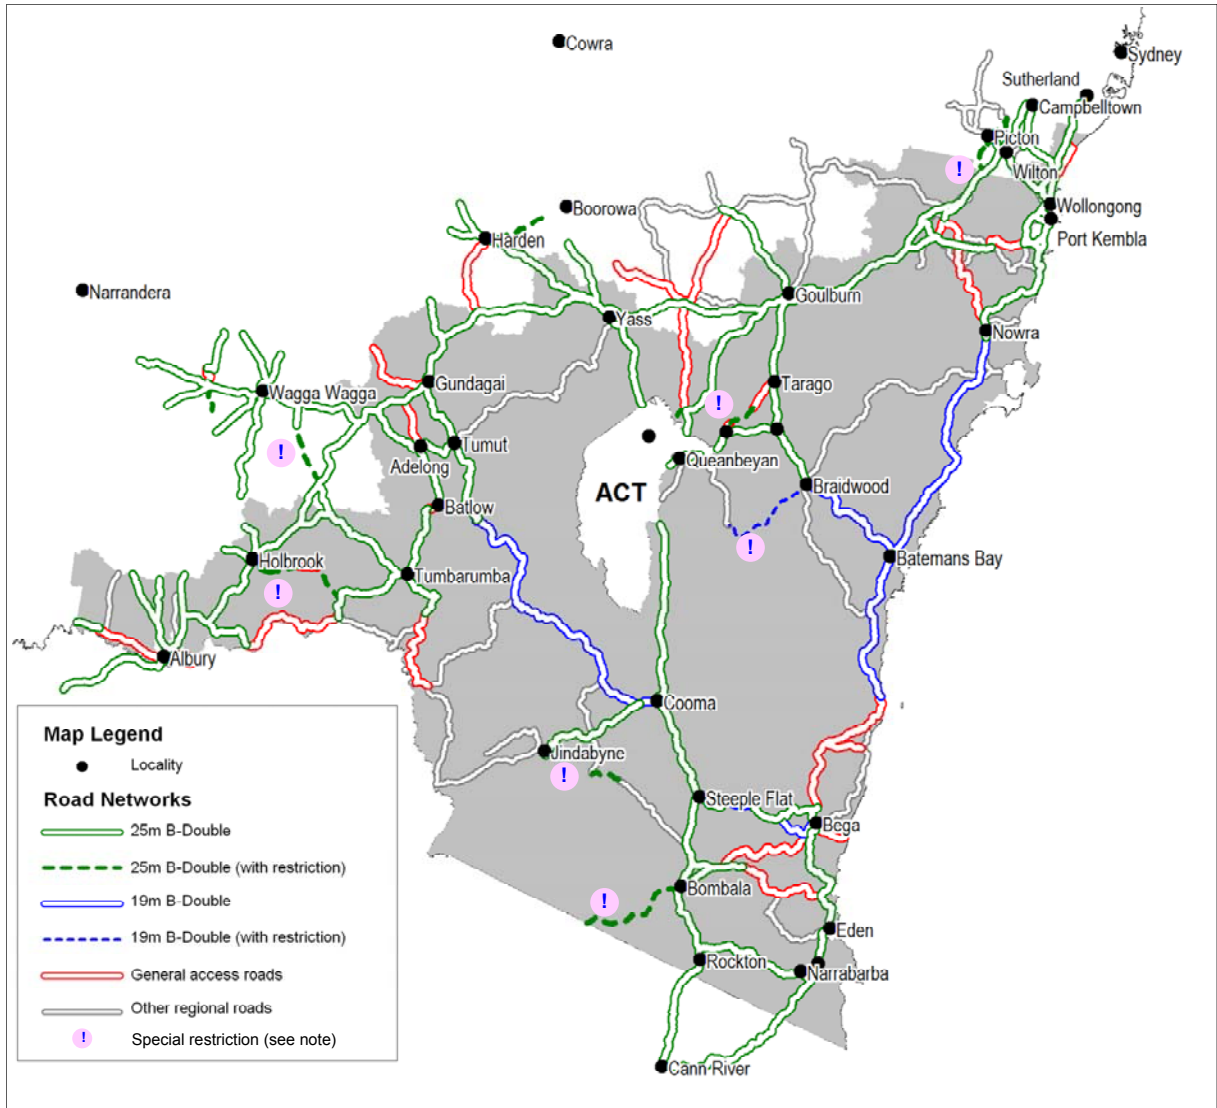 Cowra
Sydney
Sutherland
Campbelltown
Picton
Wilton
!
Boorowa
Wollongong
Harden
Port Kembla
Narrandera
Goulburn
Yass
Nowra
Gundagai
Tarago
Wagga Wagga
!
!
Tumut
Adelong
Queanbeyan
ACT
Braidwood
Batlow
!
Holbrook
Batemans Bay
Tumbarumba
!
Albury
Cooma
Map Legend
Locality
Road Networks
25m B-Double
25m B-Double (with restriction)
19m B-Double
19m B-Double (with restriction)
General access roads
Other regional roads
! Special restriction (see note)
Jindabyne
!
Steeple Flat
Bega
Bombala
!
Eden
Rockton
Narrabarba
Cann River